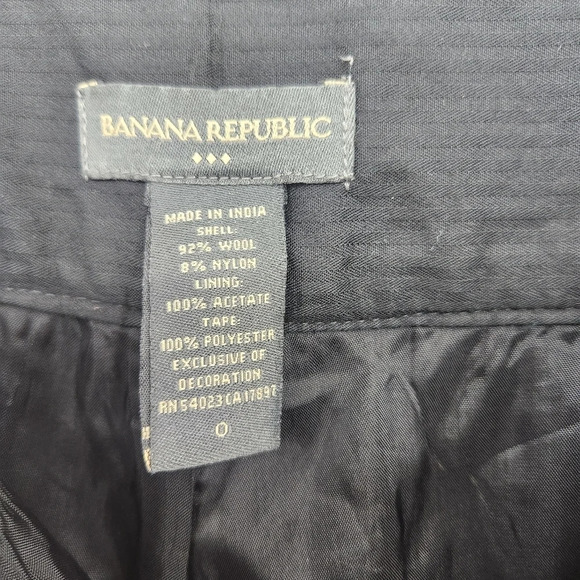 BANANA REPUBLIC
MADE IN INDIA
SHELL:
92% WOOL
8% NYLON
LINING:
100% ACETATE
TAPE:
100% POLYESTER
EXCLUSIVE OF
DECORATION
RN 54023 CA 17897
0